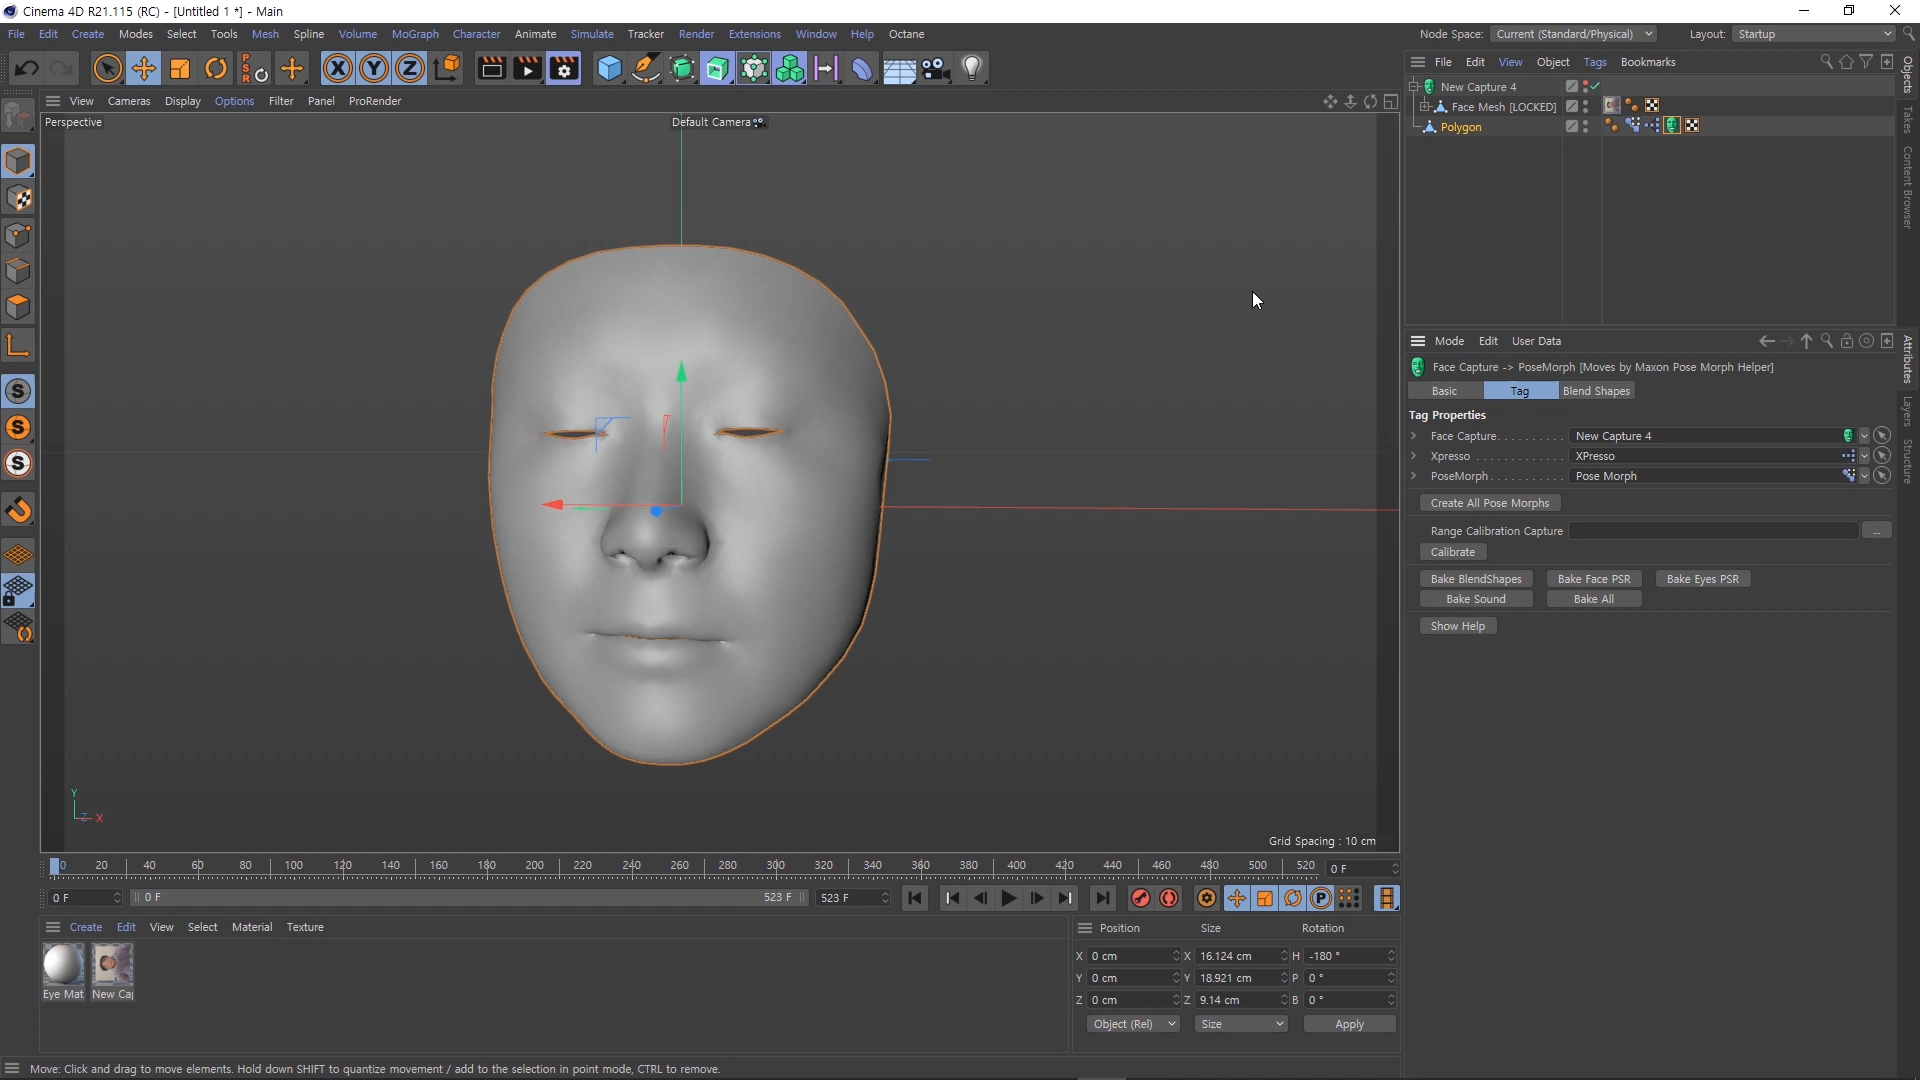 Cinema 4D R21.115 (RC) - [Untitled 1 *] - Main
File Edit Create Modes Select Tools Mesh Spline Volume MoGraph Character Animate Simulate Tracker Render Extensions Window Help Octane
Node Space: Current (Standard/Physical) Layout: Startup
PSR X Y Z
View Cameras Display Options Filter Panel ProRender
Perspective
Default Camera
Y
Z X
Grid Spacing : 10 cm
S
S
S
File Edit View Object Tags Bookmarks
New Capture 4
Face Mesh [LOCKED]
Polygon
Objects
Takes
Content Browser
Mode Edit User Data
Face Capture -> PoseMorph [Moves by Maxon Pose Morph Helper]
Basic Tag Blend Shapes
Tag Properties
Face Capture. . . . . . . . . . New Capture 4
Xpresso . . . . . . . . . . . . . XPresso
PoseMorph. . . . . . . . . . . . Pose Morph
Create All Pose Morphs
Range Calibration Capture ...
Calibrate
Bake BlendShapes Bake Face PSR Bake Eyes PSR
Bake Sound Bake All
Show Help
Attributes
Layers
Structure
0 20 40 60 80 100 120 140 160 180 200 220 240 260 280 300 320 340 360 380 400 420 440 460 480 500 520 0 F
0 F 0 F 523 F 523 F P
Create Edit View Select Material Texture
Eye Mat New Ca
Position Size Rotation
X 0 cm X 16.124 cm H -180 °
Y 0 cm Y 18.921 cm P 0 °
Z 0 cm Z 9.14 cm B 0 °
Object (Rel) Size Apply
Move: Click and drag to move elements. Hold down SHIFT to quantize movement / add to the selection in point mode, CTRL to remove.